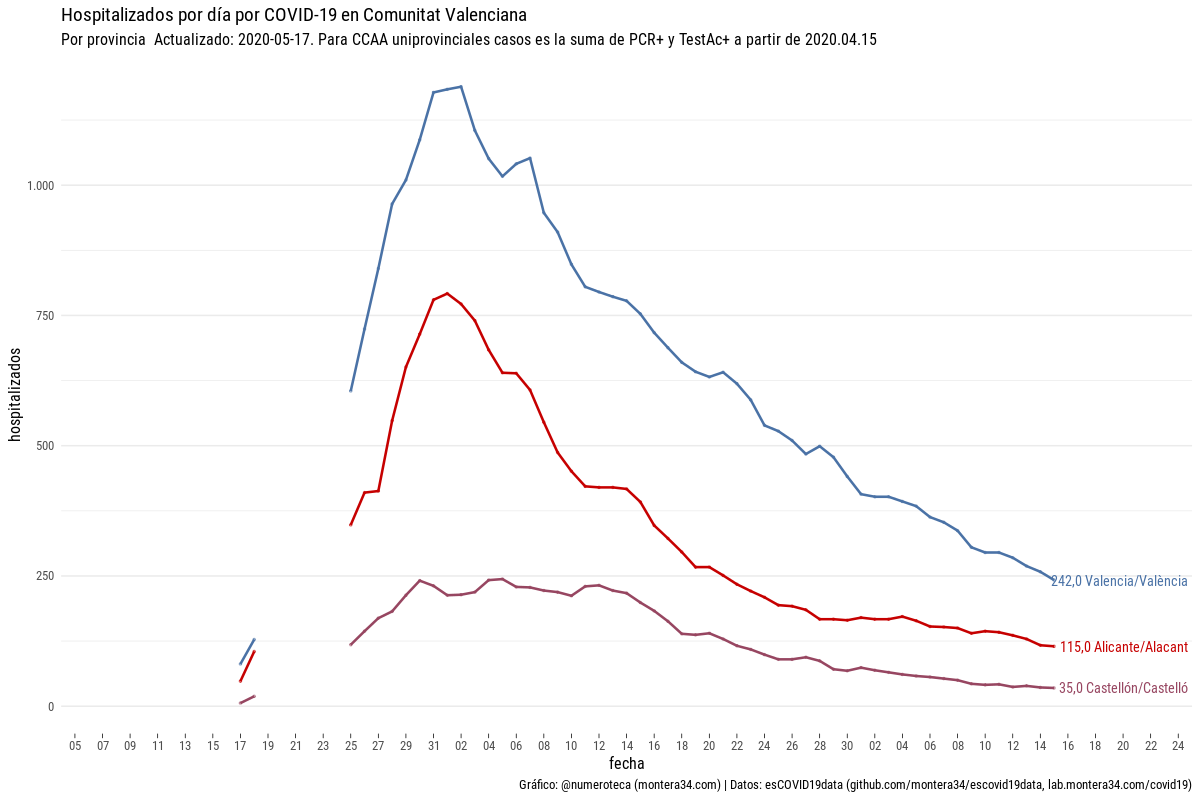 Hospitalizados por día por COVID-19 en Comunitat Valenciana
Por provincia  Actualizado: 2020-05-17. Para CCAA uniprovinciales casos es la suma de PCR+ y TestAc+ a partir de 2020.04.15
1.000
750
500
250
0
hospitalizados
242,0 Valencia/València
115,0 Alicante/Alacant
35,0 Castellón/Castelló
05 07 09 11 13 15 17 19 21 23 25 27 29 31 02 04 06 08 10 12 14 16 18 20 22 24 26 28 30 02 04 06 08 10 12 14 16 18 20 22 24
fecha
Gráfico: @numeroteca (montera34.com) | Datos: esCOVID19data (github.com/montera34/escovid19data, lab.montera34.com/covid19)